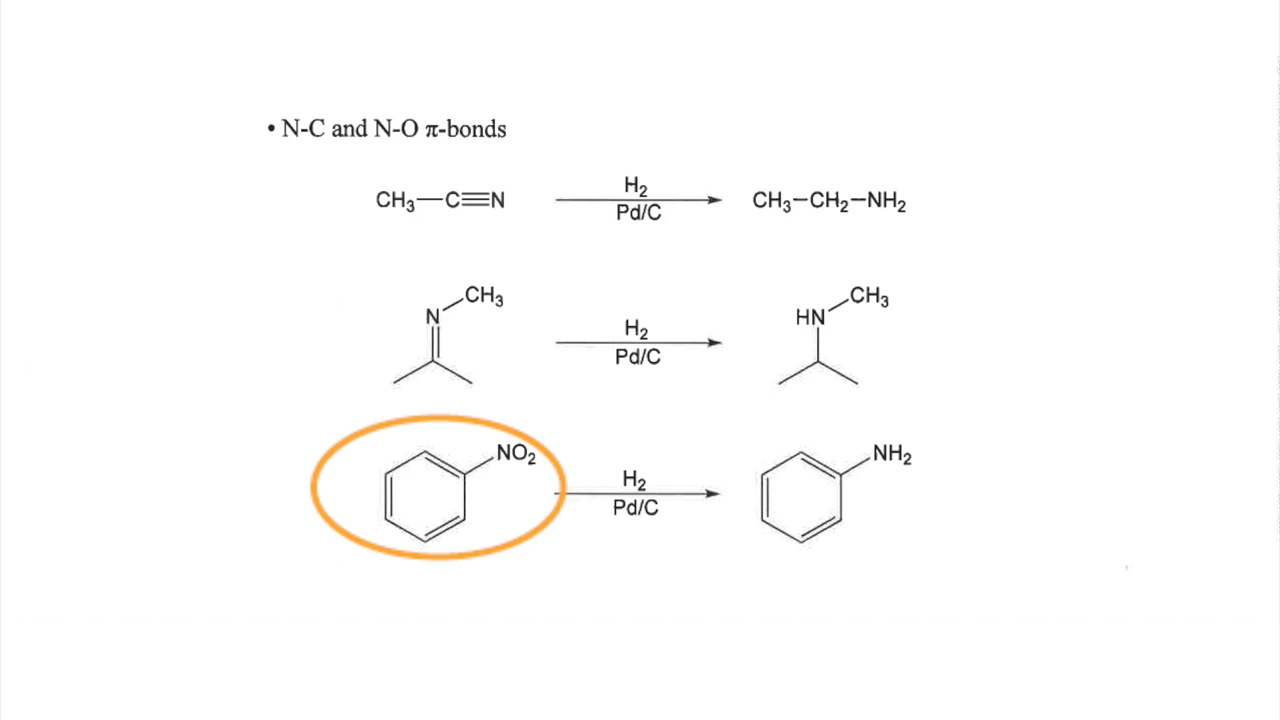 • N-C and N-O π-bonds
CH₃—C≡N H₂ Pd/C CH₃−CH₂−NH₂
N CH₃ H₂ Pd/C HN CH₃
NO₂ H₂ Pd/C NH₂